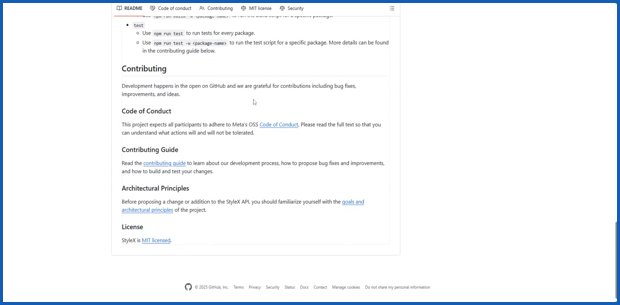 README Code of conduct Contributing MIT license Security
test
Use npm run test to run tests for every package.
Use npm run test -w <package-name> to run the test script for a specific package. More details can be found
in the contributing guide below.
Contributing
Development happens in the open on GitHub and we are grateful for contributions including bug fixes,
improvements, and ideas.
Code of Conduct
This project expects all participants to adhere to Meta's OSS Code of Conduct. Please read the full text so that you
can understand what actions will and will not be tolerated.
Contributing Guide
Read the contributing guide to learn about our development process, how to propose bug fixes and improvements,
and how to build and test your changes.
Architectural Principles
Before proposing a change or addition to the StyleX API, you should familiarize yourself with the goals and
architectural principles of the project.
License
StyleX is MIT licensed.
© 2023 GitHub, Inc. Terms Privacy Security Status Docs Contact Manage cookies Do not share my personal information